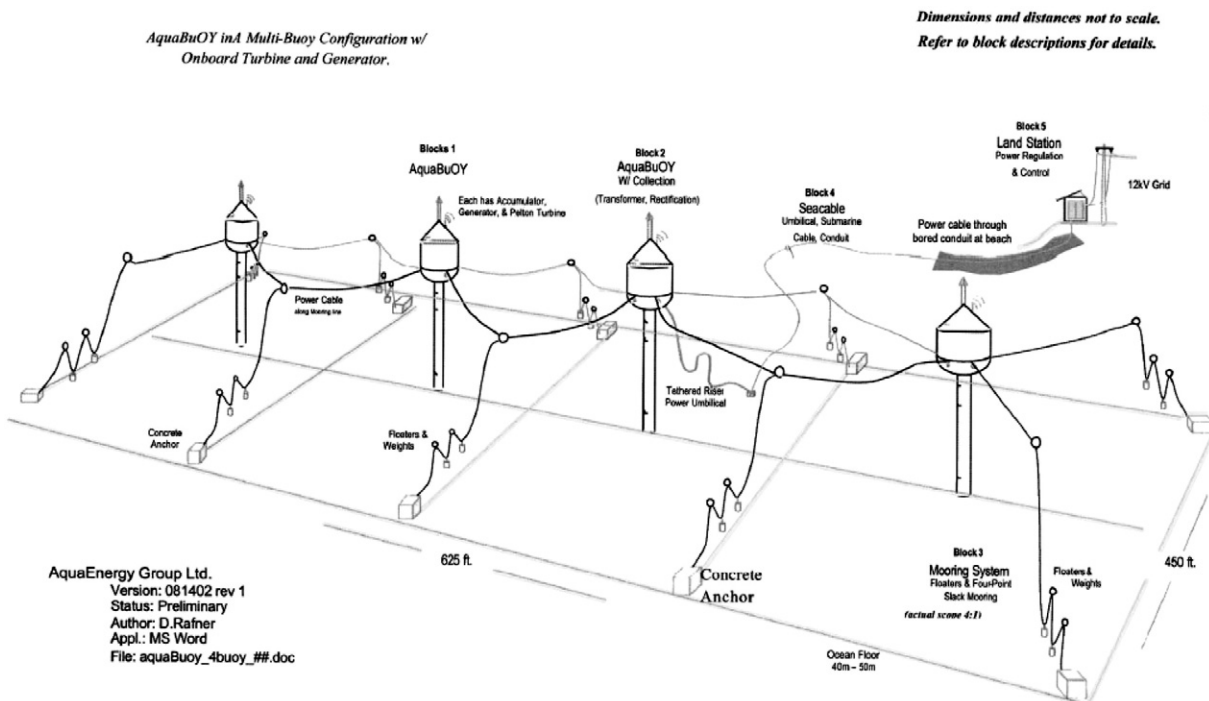 AquaBuOY inA Multi-Buoy Configuration w/
Onboard Turbine and Generator.
Dimensions and distances not to scale.
Refer to block descriptions for details.
Blocks 1
AquaBuOY
Each has Accumulator,
Generator, & Pelton Turbine
Block 2
AquaBuOY
W/ Collection
(Transformer, Rectification)
Block 4
Seacable
Umbilical, Submarine
Cable, Conduit
Block 5
Land Station
Power Regulation
& Control
12kV Grid
Power cable through
bored conduit at beach
Power Cable
along Mooring line
Tethered Riser
Power Umbilical
Concrete
Anchor
Floaters &
Weights
625 ft.
Concrete
Anchor
Block 3
Mooring System
Floaters & Four-Point
Slack Mooring
(actual scope 4:1)
Floaters &
Weights
450 ft.
Ocean Floor
40m – 50m
AquaEnergy Group Ltd.
Version: 081402 rev 1
Status: Preliminary
Author: D.Rafner
Appl.: MS Word
File: aquaBuoy_4buoy_##.doc